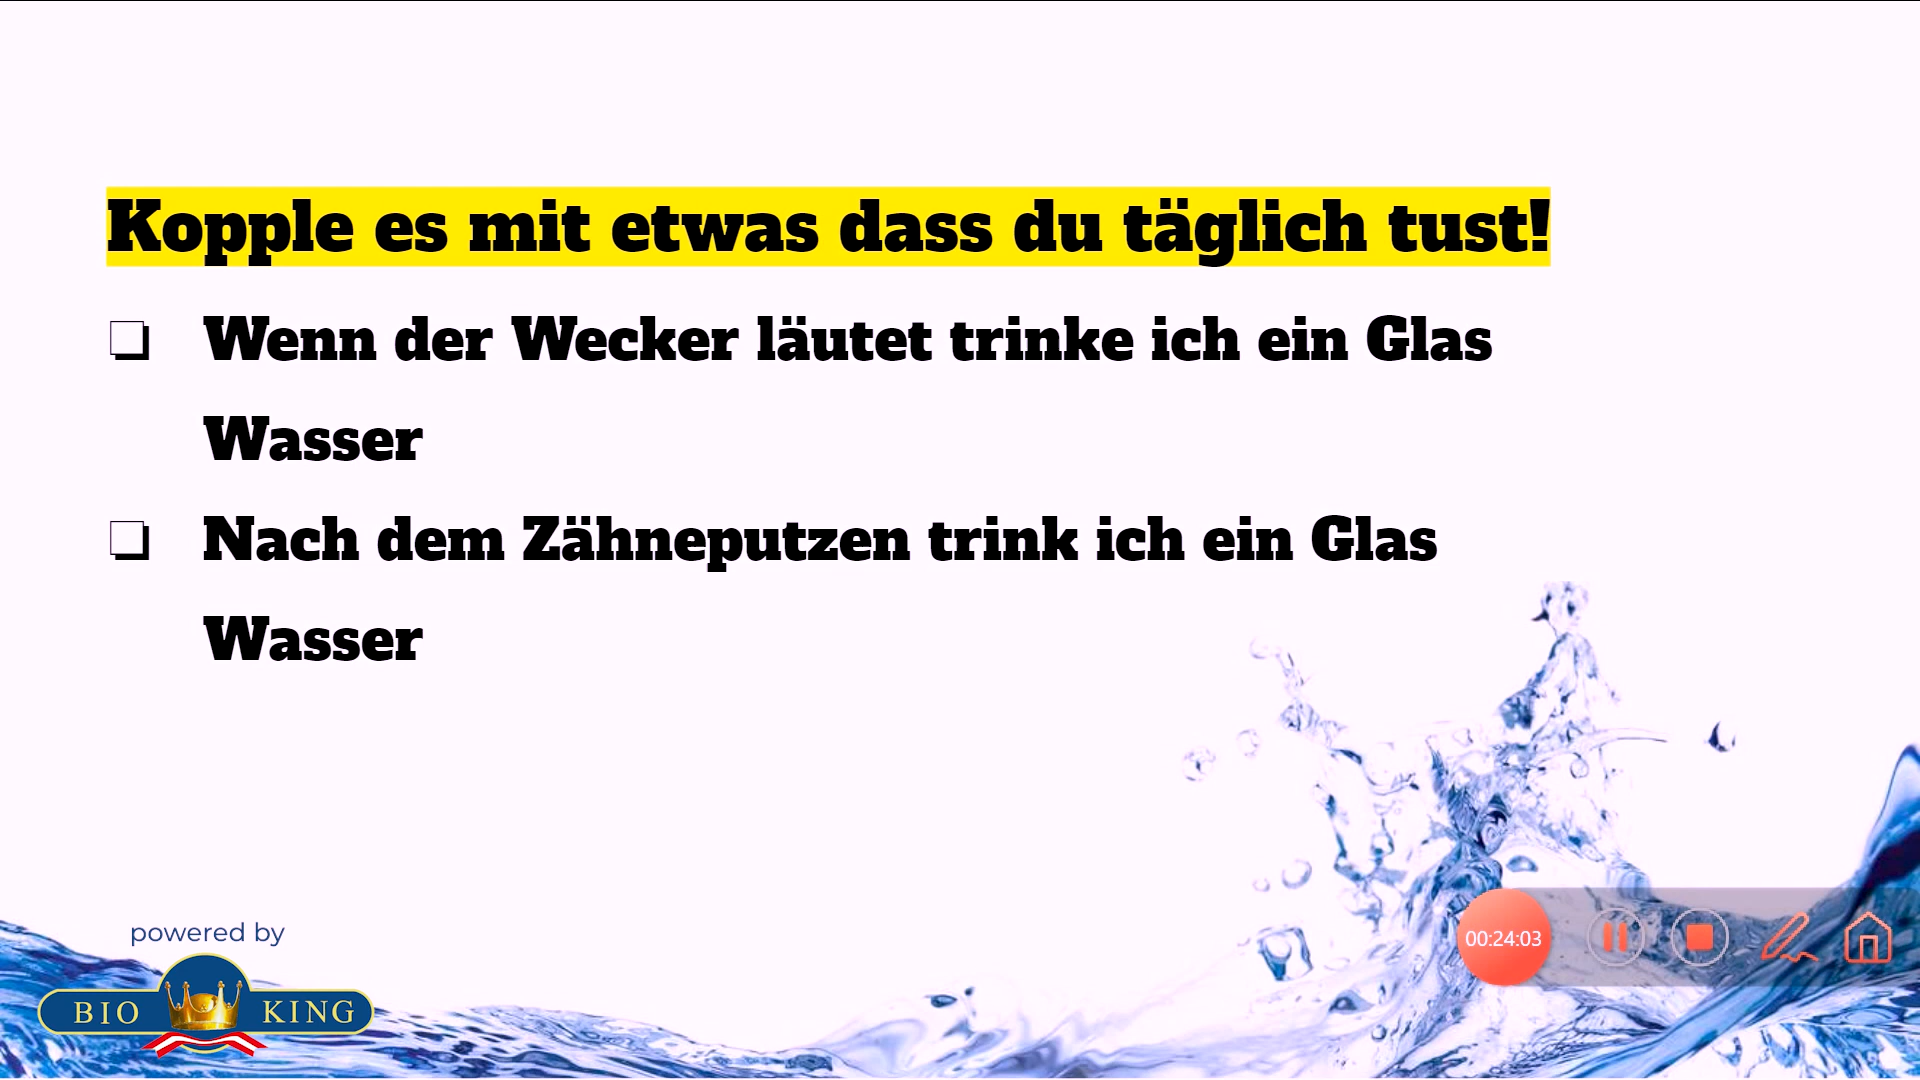 Kopple es mit etwas dass du täglich tust!
❏ Wenn der Wecker läutet trinke ich ein Glas
Wasser
❏ Nach dem Zähneputzen trink ich ein Glas
Wasser
powered by
BIO KING
00:24:03